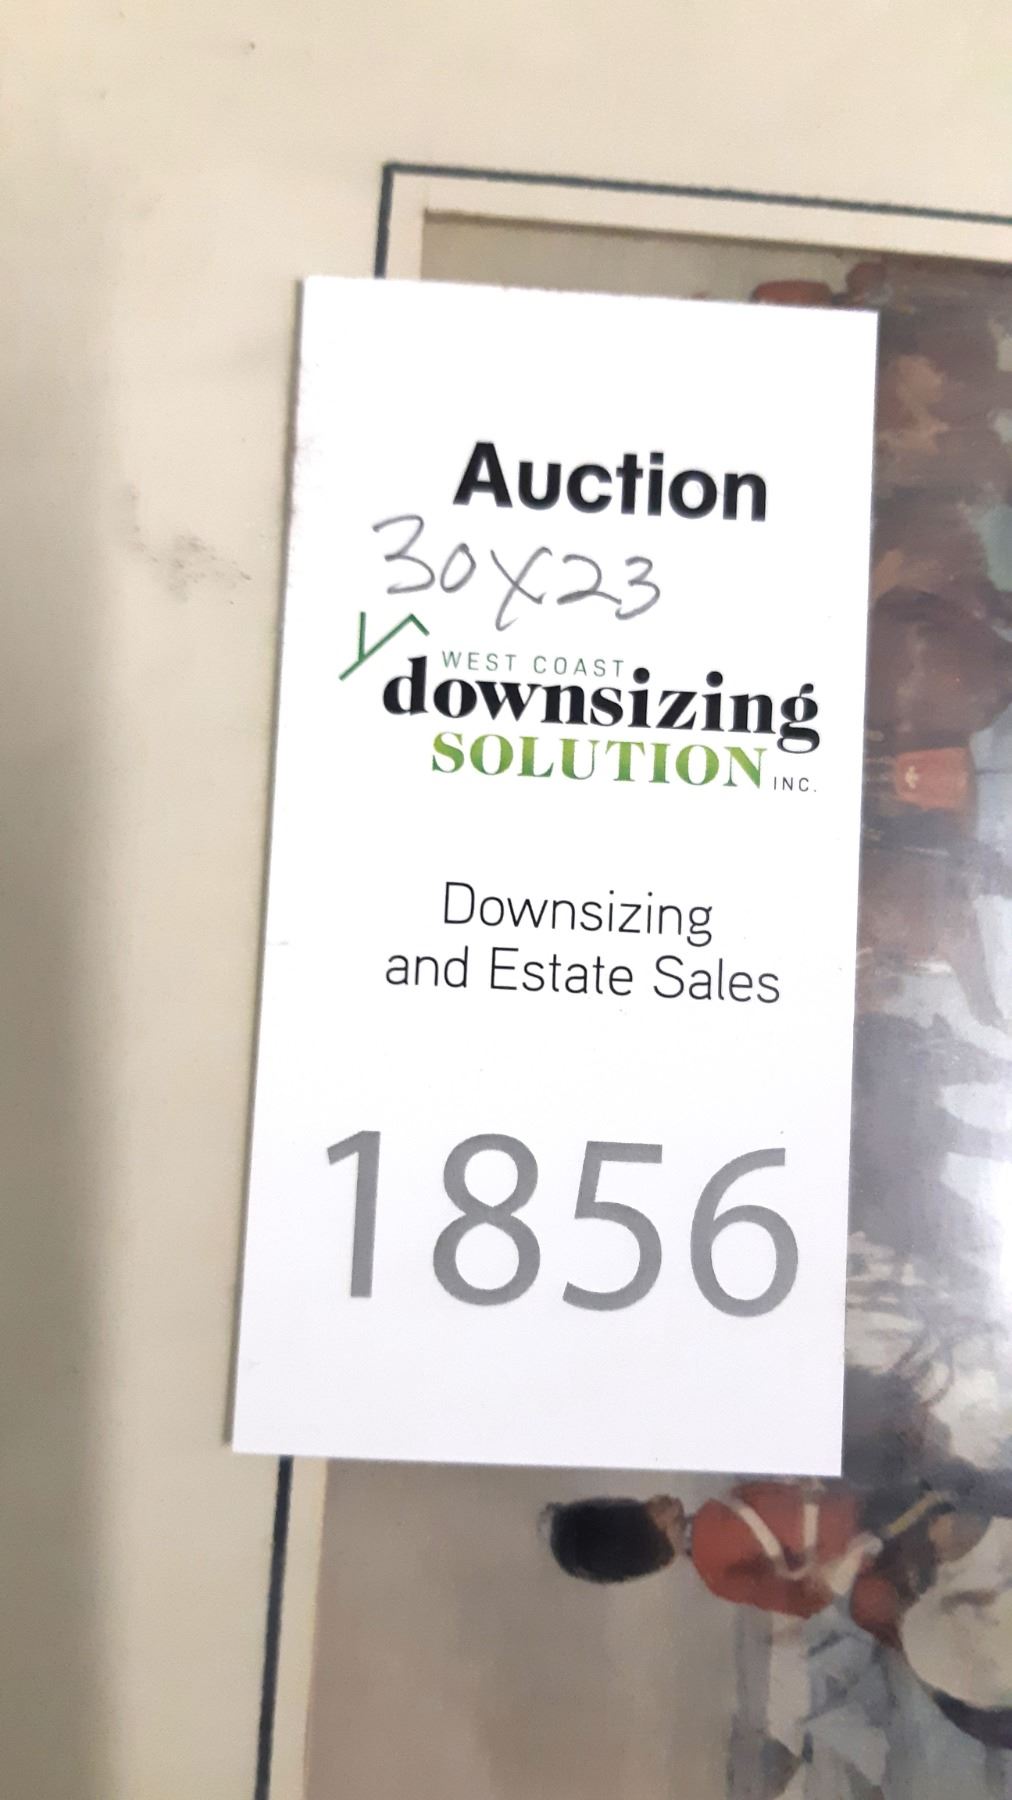 Auction
30X23
WEST COAST
downsizing
SOLUTION INC.
Downsizing
and Estate Sales
1856